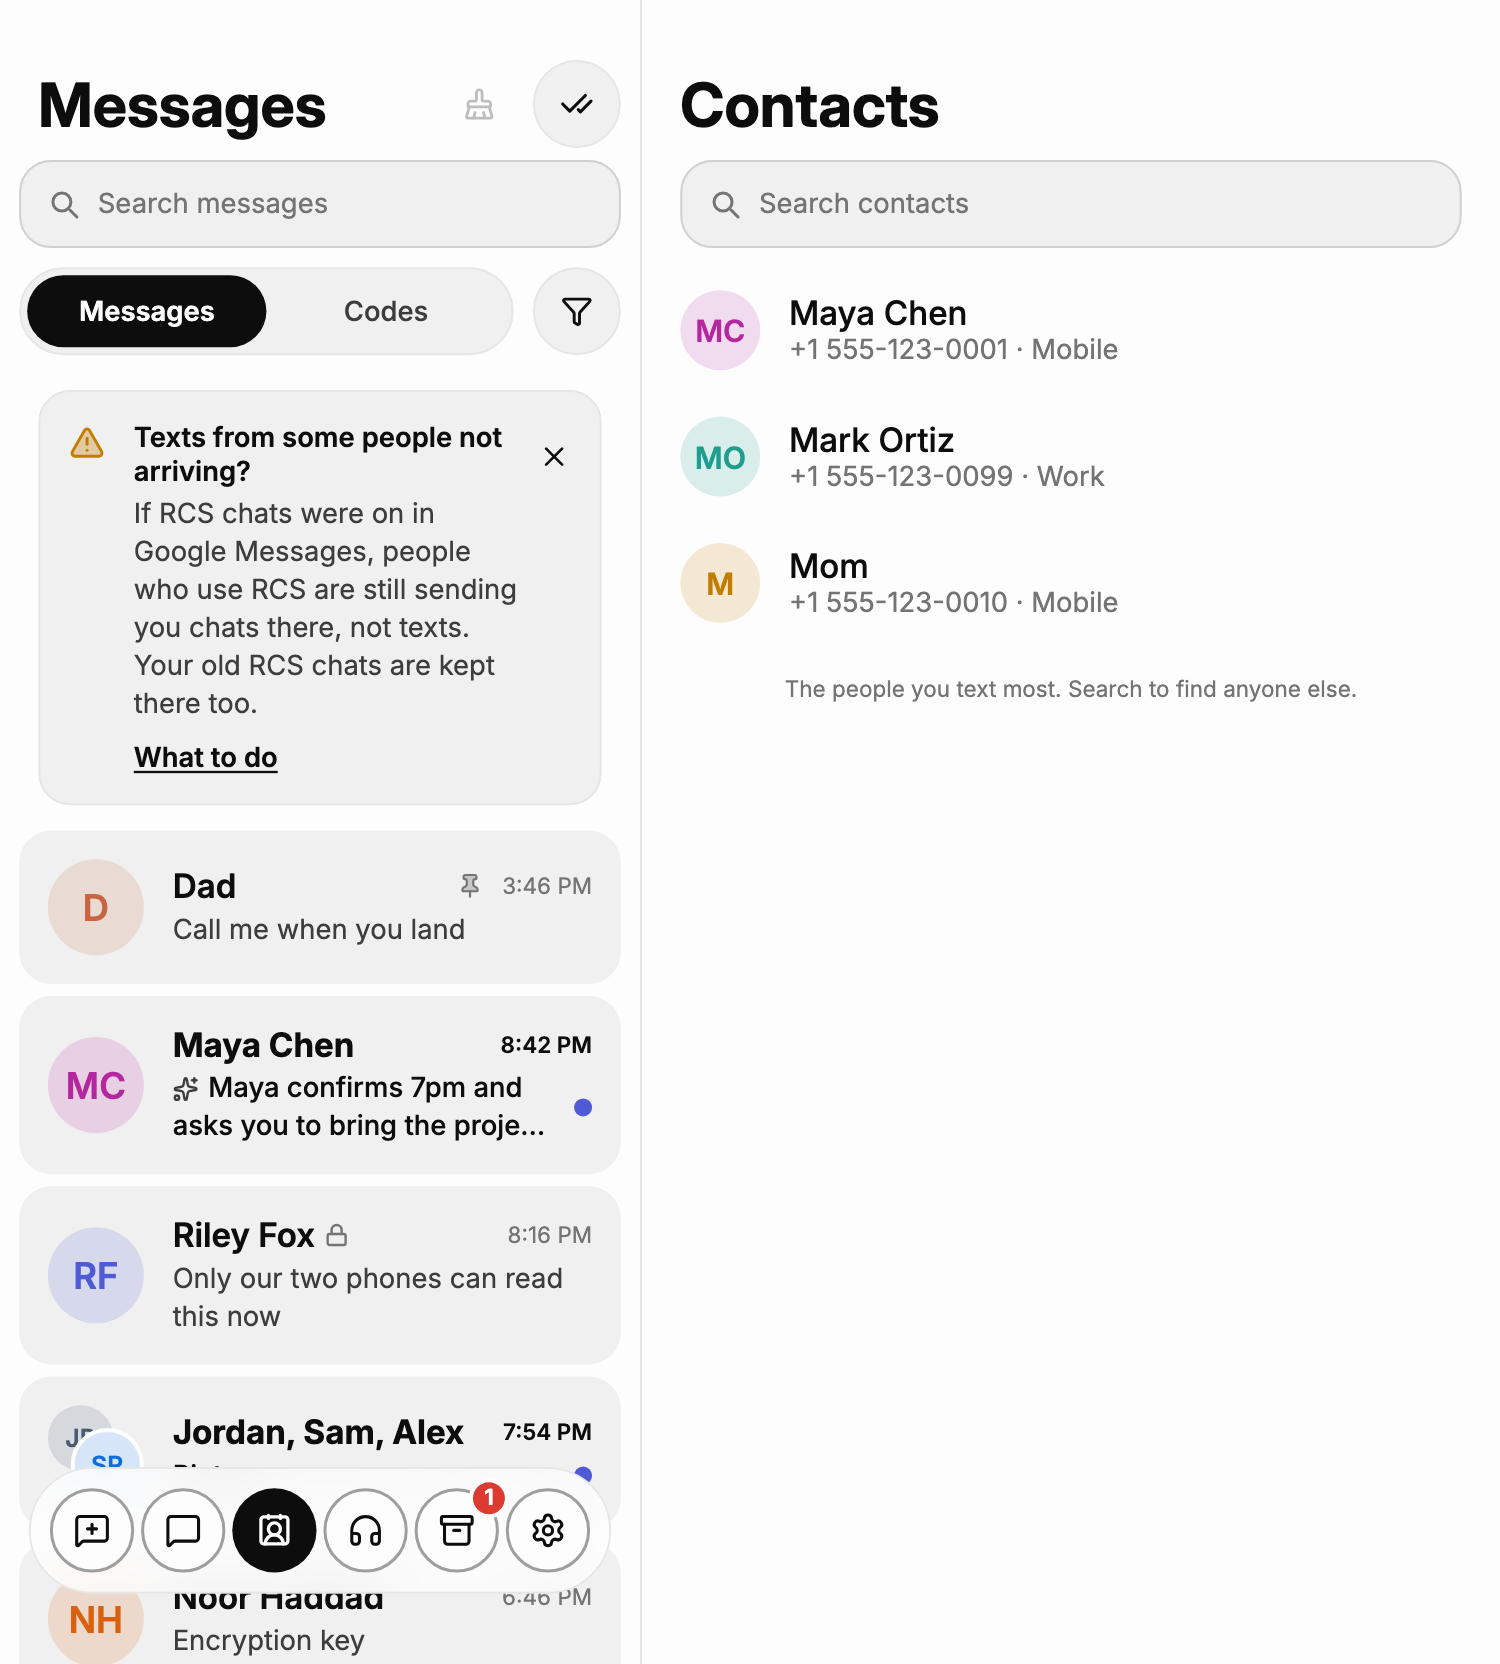 Messages
Search messages
Messages
Codes
Texts from some people not
arriving?
If RCS chats were on in
Google Messages, people
who use RCS are still sending
you chats there, not texts.
Your old RCS chats are kept
there too.
What to do
D
Dad
3:46 PM
Call me when you land
MC
Maya Chen
8:42 PM
Maya confirms 7pm and
asks you to bring the proje...
RF
Riley Fox
8:16 PM
Only our two phones can read
this now
Jordan, Sam, Alex
7:54 PM
SP
1
NH
Noor Haddad
6:46 PM
Encryption key
Contacts
Search contacts
MC
Maya Chen
+1 555-123-0001 · Mobile
MO
Mark Ortiz
+1 555-123-0099 · Work
M
Mom
+1 555-123-0010 · Mobile
The people you text most. Search to find anyone else.